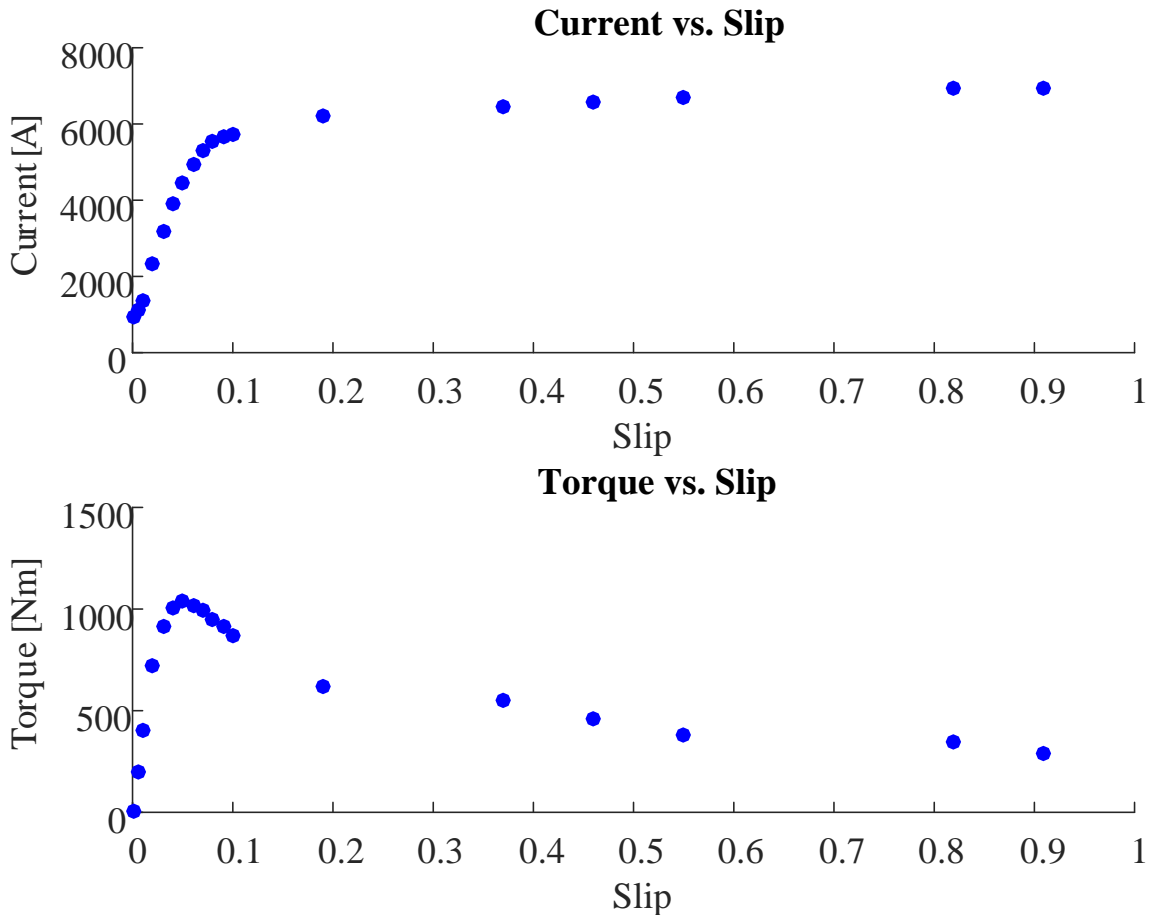 Current vs. Slip
8000
6000
4000
2000
0
Current [A]
0 0.1 0.2 0.3 0.4 0.5 0.6 0.7 0.8 0.9 1
Slip
Torque vs. Slip
1500
1000
500
0
Torque [Nm]
0 0.1 0.2 0.3 0.4 0.5 0.6 0.7 0.8 0.9 1
Slip